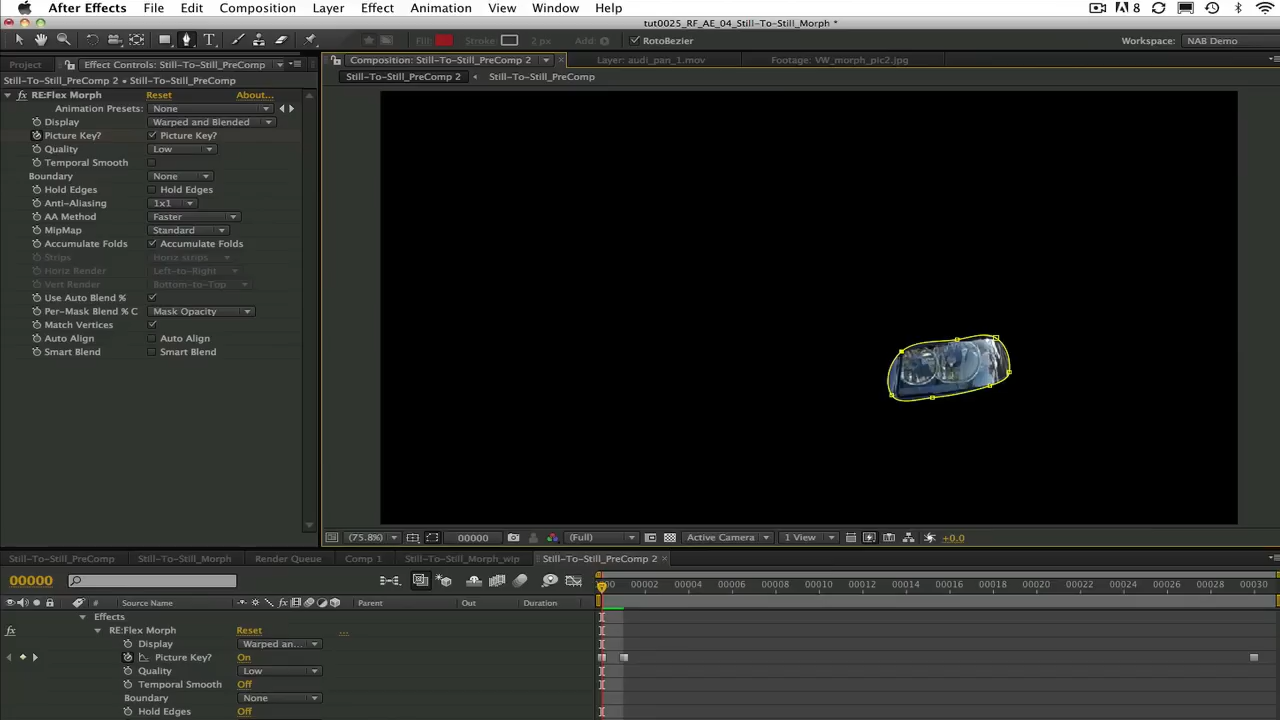 After Effects File Edit Composition Layer Effect Animation View Window Help A 8
tut0025_RF_AE_04_Still-To-Still_Morph *
Fill: Stroke: 2 px Add: RotoBezier Workspace: NAB Demo
Project Effect Controls: Still-To-Still_PreComp Composition: Still-To-Still_PreComp 2 Layer: audi_pan_1.mov Footage: VW_morph_pic2.jpg
Still-To-Still_PreComp 2 • Still-To-Still_PreComp Still-To-Still_PreComp 2 Still-To-Still_PreComp
fx RE:Flex Morph Reset About...
Animation Presets: None
Display Warped and Blended
Picture Key? Picture Key?
Quality Low
Temporal Smooth
Boundary None
Hold Edges Hold Edges
Anti-Aliasing 1x1
AA Method Faster
MipMap Standard
Accumulate Folds Accumulate Folds
Strips Horiz strips
Horiz Render Left-to-Right
Vert Render Bottom-to-Top
Use Auto Blend %
Per-Mask Blend % C Mask Opacity
Match Vertices
Auto Align Auto Align
Smart Blend Smart Blend
(75.8%) 00000 (Full) Active Camera 1 View +0.0
Still-To-Still_PreComp Still-To-Still_Morph Render Queue Comp 1 Still-To-Still_Morph_wip Still-To-Still_PreComp 2
00000 00 00002 00004 00006 00008 00010 00012 00014 00016 00018 00020 00022 00024 00026 00028 00030
# Source Name fx Parent In Out Duration
Effects
fx RE:Flex Morph Reset ...
Display Warped an...
Picture Key? On
Quality Low
Temporal Smooth Off
Boundary None
Hold Edges Off